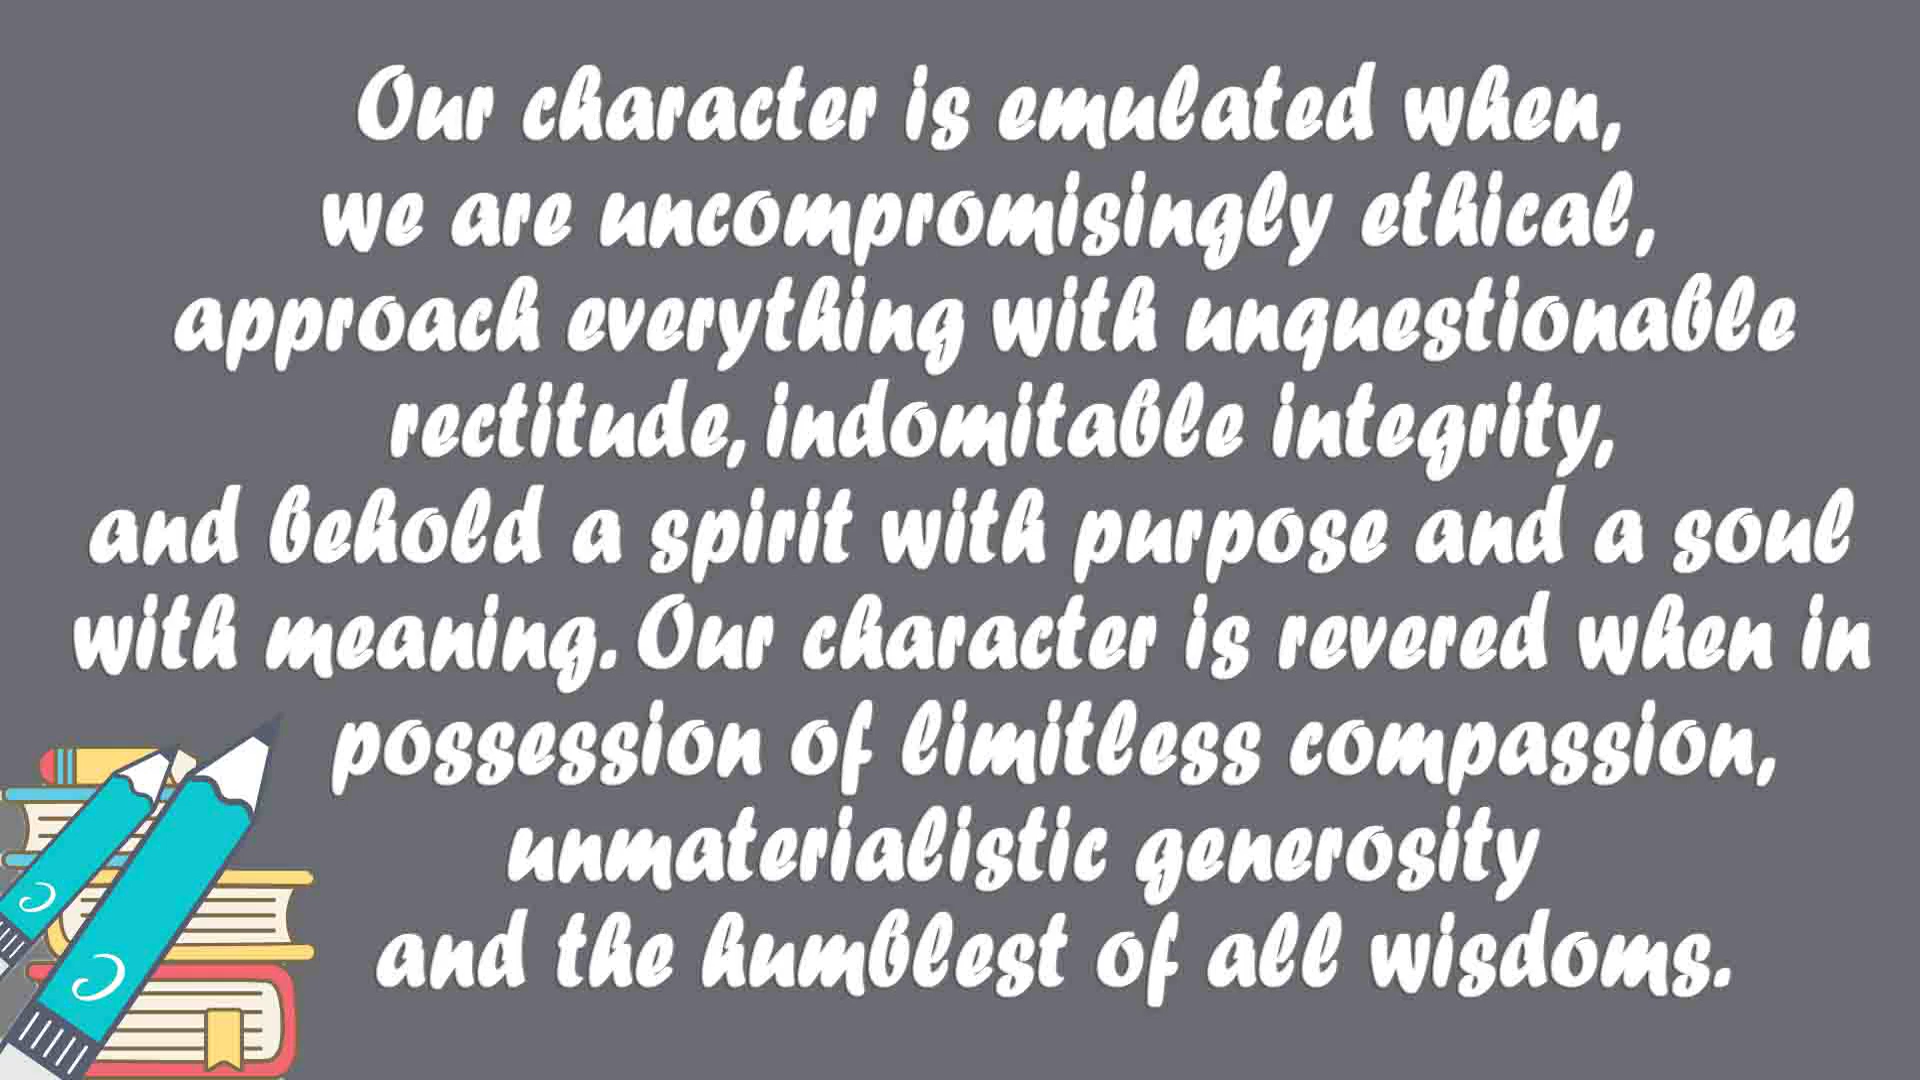 Our character is emulated when,
we are uncompromisingly ethical,
approach everything with unquestionable
rectitude, indomitable integrity,
and behold a spirit with purpose and a soul
with meaning. Our character is revered when in
possession of limitless compassion,
unmaterialistic generosity
and the humblest of all wisdoms.